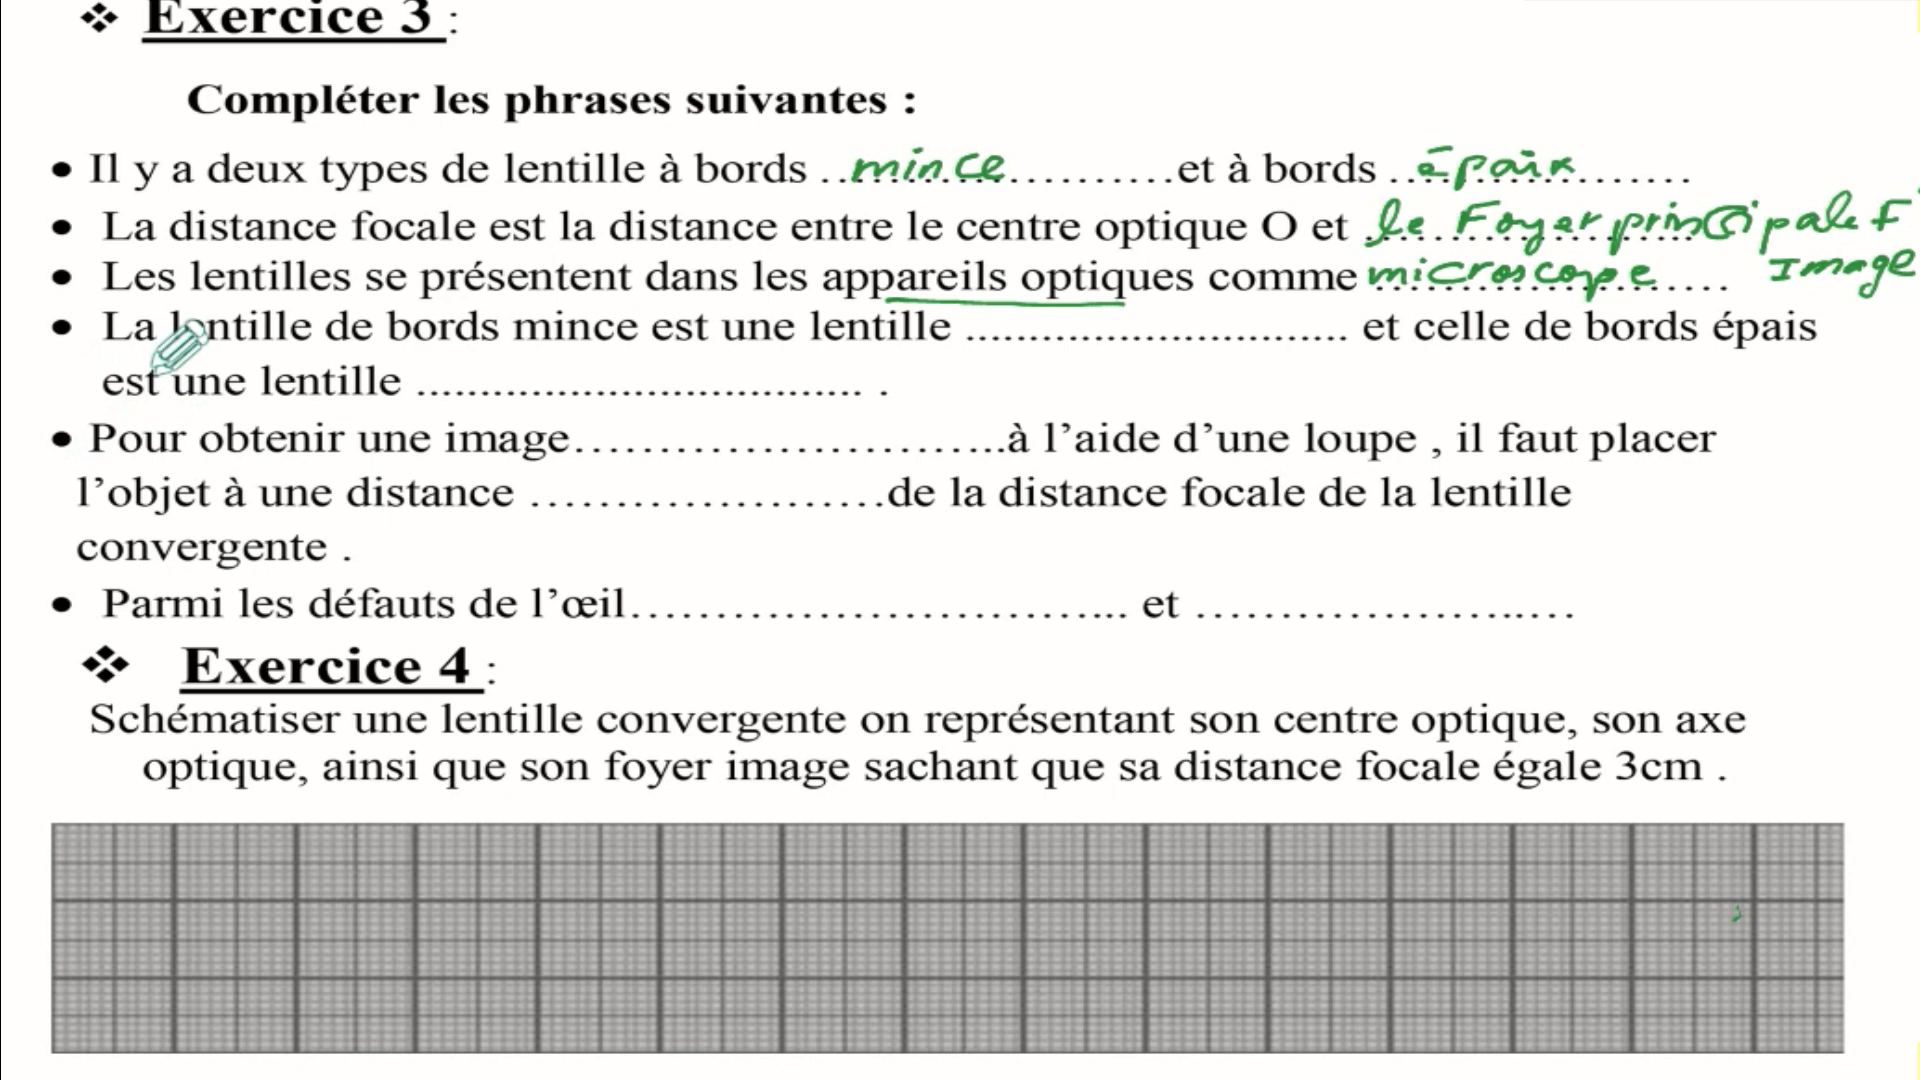 ❖ Exercice 3 :
Compléter les phrases suivantes :
• Il y a deux types de lentille à bords ..mince............et à bords ..épaix.......
• La distance focale est la distance entre le centre optique O et le Foyer principale F
• Les lentilles se présentent dans les appareils optiques comme microscope..... Image
• La lentille de bords mince est une lentille .............................. et celle de bords épais
est une lentille ................................... .
• Pour obtenir une image..............................à l’aide d’une loupe , il faut placer
l’objet à une distance ........................de la distance focale de la lentille
convergente .
• Parmi les défauts de l’œil.................................. et ...........................
❖ Exercice 4 :
Schématiser une lentille convergente on représentant son centre optique, son axe
optique, ainsi que son foyer image sachant que sa distance focale égale 3cm .